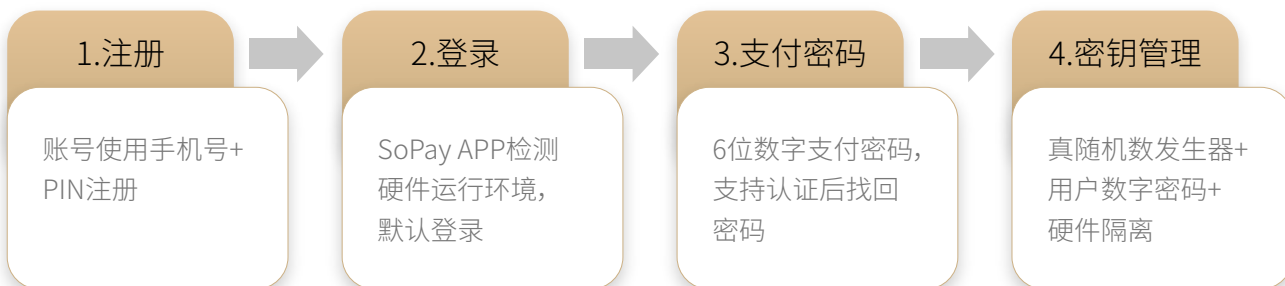 1.注册
账号使用手机号+
PIN注册
2.登录
SoPay APP检测
硬件运行环境，
默认登录
3.支付密码
6位数字支付密码，
支持认证后找回
密码
4.密钥管理
真随机数发生器+
用户数字密码+
硬件隔离